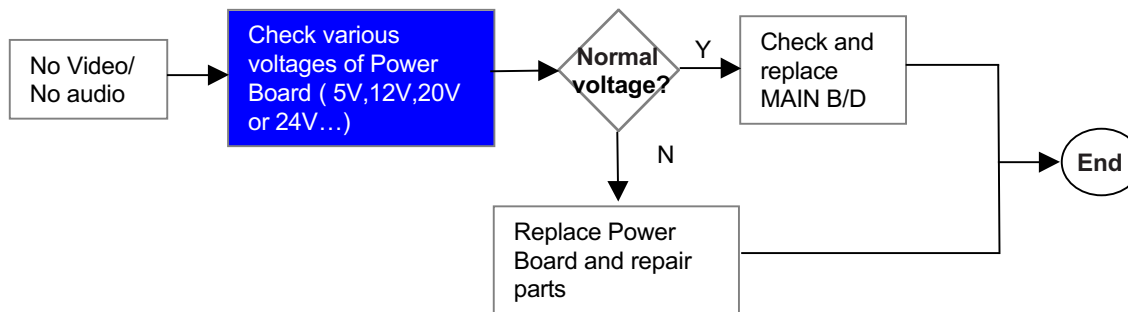 No Video/
No audio
Check various
voltages of Power
Board ( 5V,12V,20V
or 24V…)
Normal
voltage?
Y
Check and
replace
MAIN B/D
N
Replace Power
Board and repair
parts
End